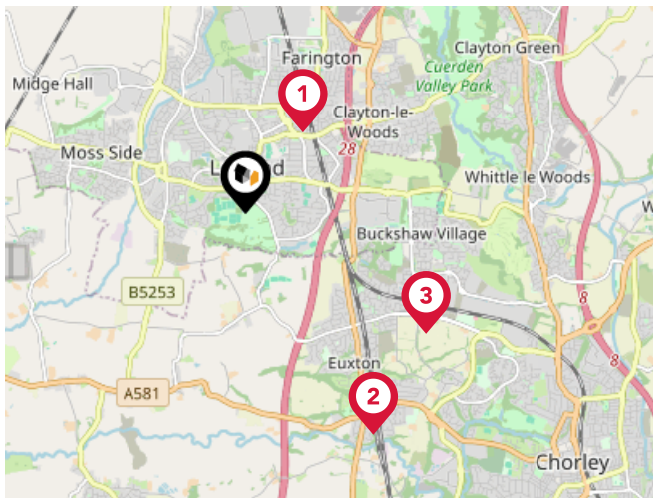 Farington
Clayton Green
Cuerden
Valley Park
Midge Hall
1
Clayton-le-
Woods
28
Moss Side
Whittle le Woods
Buckshaw Village
B5253
3
8
8
Euxton
A581
2
Chorley